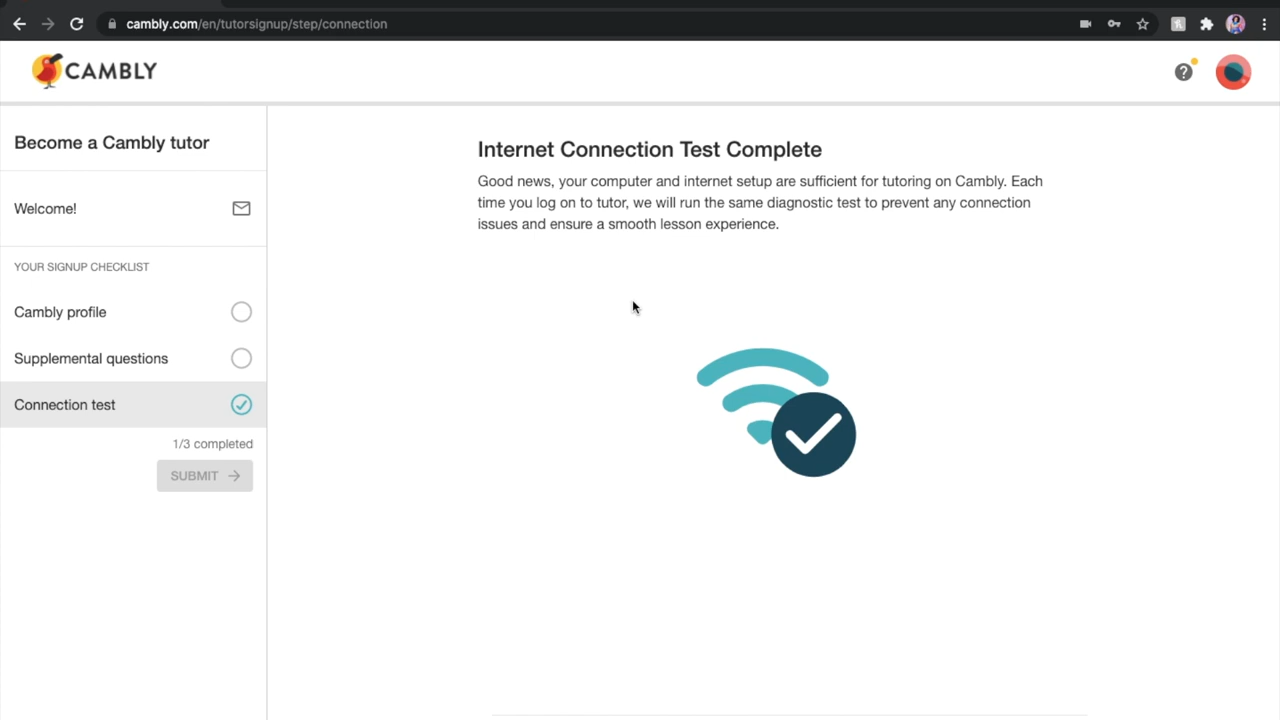 cambly.com/en/tutorsignup/step/connection
CAMBLY
Become a Cambly tutor
Welcome!
YOUR SIGNUP CHECKLIST
Cambly profile
Supplemental questions
Connection test
1/3 completed
SUBMIT
Internet Connection Test Complete
Good news, your computer and internet setup are sufficient for tutoring on Cambly. Each
time you log on to tutor, we will run the same diagnostic test to prevent any connection
issues and ensure a smooth lesson experience.